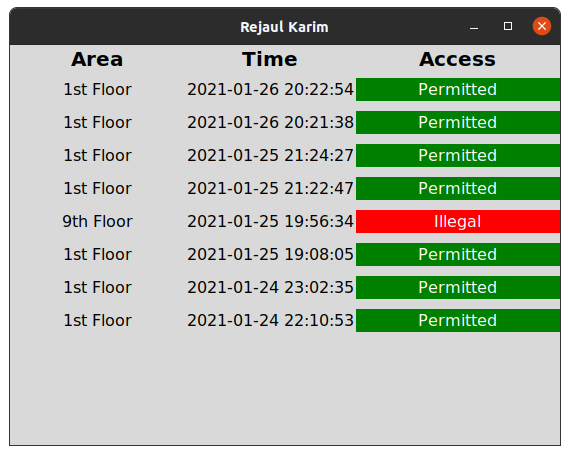 Rejaul Karim
Area Time Access
1st Floor 2021-01-26 20:22:54 Permitted
1st Floor 2021-01-26 20:21:38 Permitted
1st Floor 2021-01-25 21:24:27 Permitted
1st Floor 2021-01-25 21:22:47 Permitted
9th Floor 2021-01-25 19:56:34 Illegal
1st Floor 2021-01-25 19:08:05 Permitted
1st Floor 2021-01-24 23:02:35 Permitted
1st Floor 2021-01-24 22:10:53 Permitted